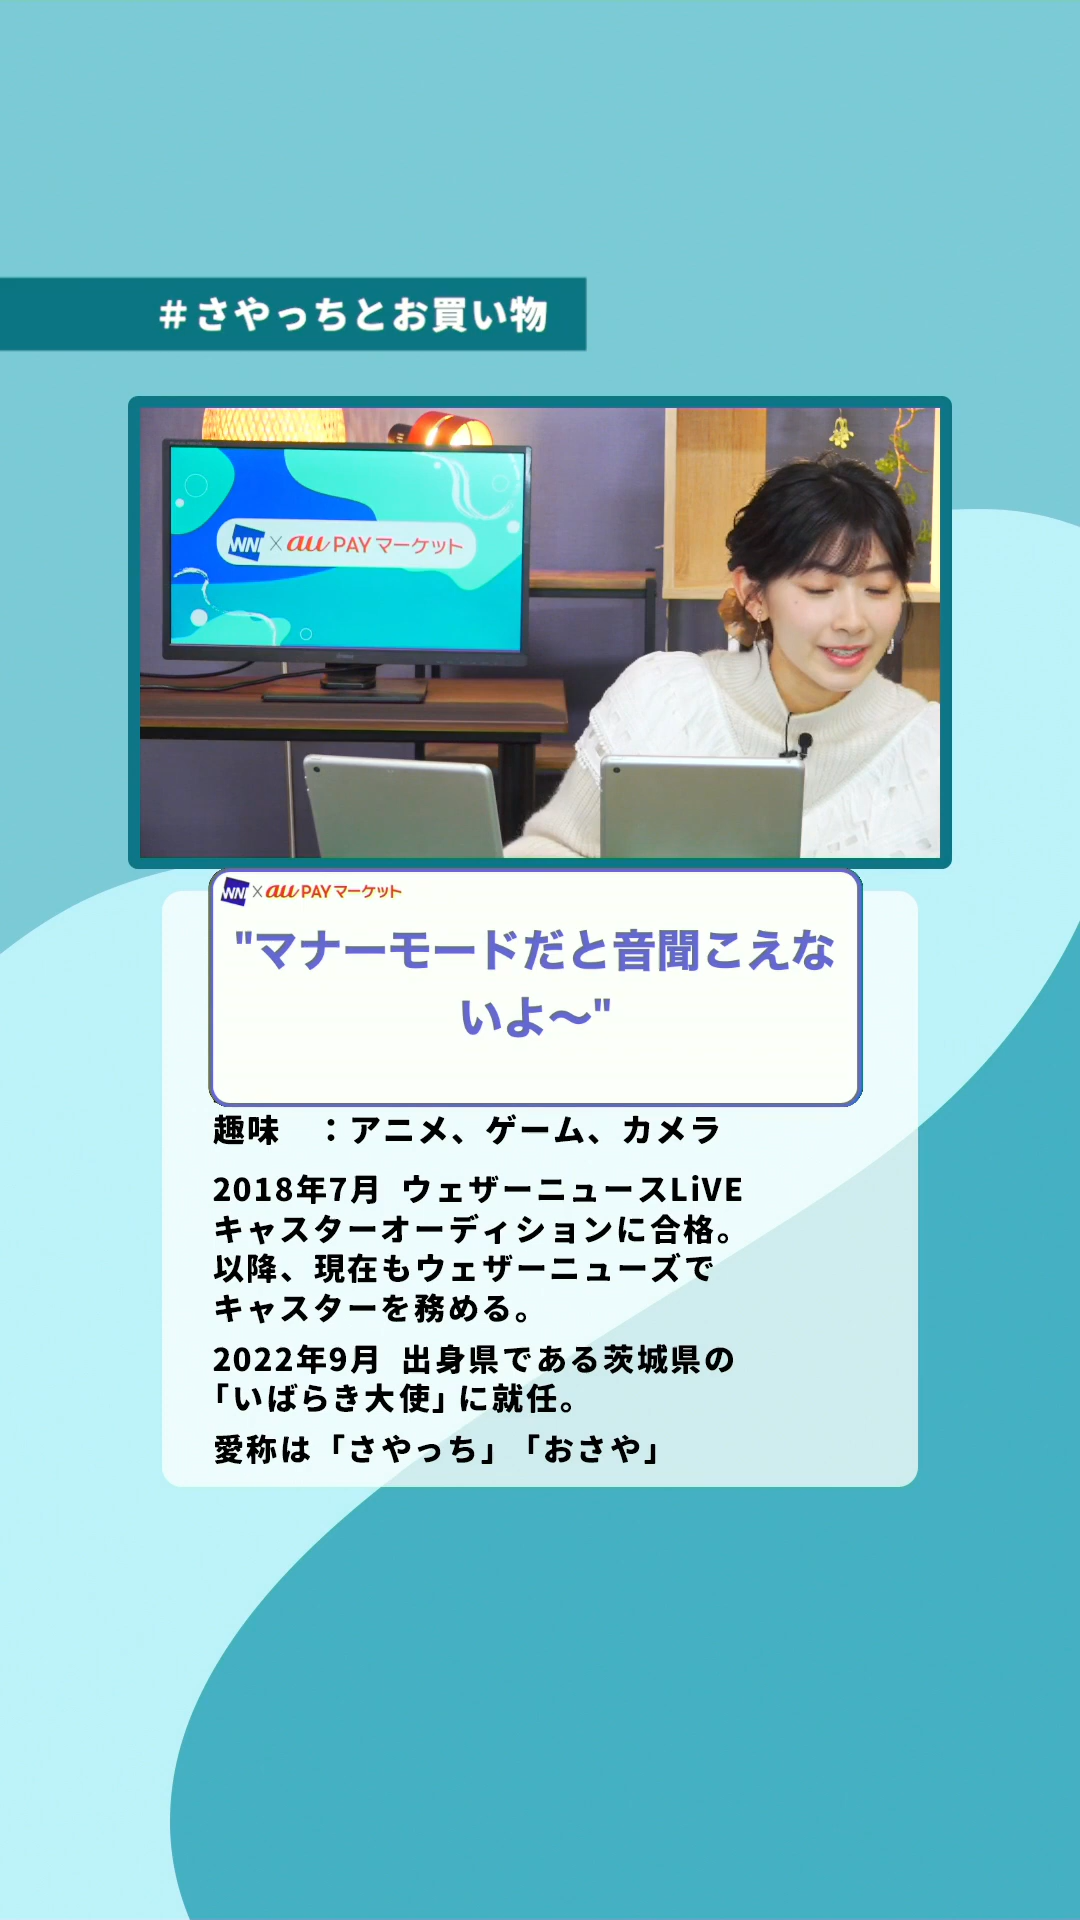 #さやっちとお買い物
WNI×au PAY マーケット
WNI×au PAY マーケット
"マナーモードだと音聞こえな
いよ～"
趣味　：アニメ、ゲーム、カメラ
2018年7月 ウェザーニュースLiVE
キャスターオーディションに合格。
以降、現在もウェザーニューズで
キャスターを務める。
2022年9月 出身県である茨城県の
「いばらき大使」に就任。
愛称は「さやっち」「おさや」